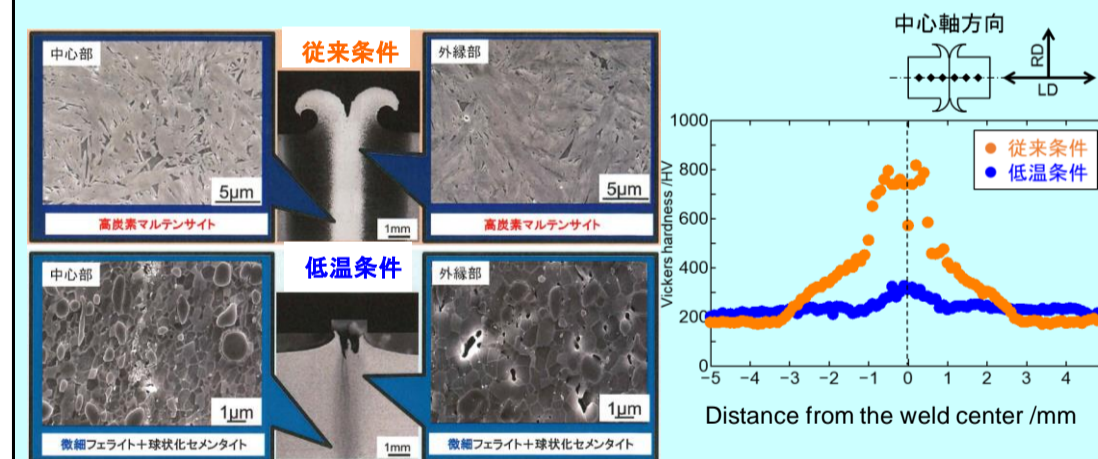 従来条件
中心部
5μm
高炭素マルテンサイト
1mm
外縁部
5μm
高炭素マルテンサイト
低温条件
中心部
1μm
微細フェライト+球状化セメンタイト
1mm
外縁部
1μm
微細フェライト+球状化セメンタイト
中心軸方向
RD
LD
従来条件
低温条件
Vickers hardness /HV
1000
800
600
400
200
0
−5 −4 −3 −2 −1 0 1 2 3 4
Distance from the weld center /mm